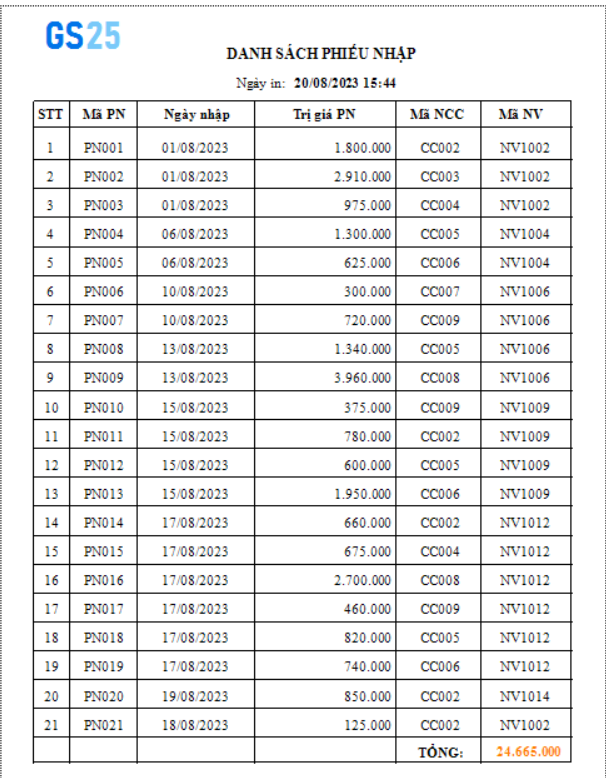 GS25
DANH SÁCH PHIẾU NHẬP
Ngày in: 20/08/2023 15:44
STT Mã PN Ngày nhập Trị giá PN Mã NCC Mã NV
1 PN001 01/08/2023 1.800.000 CC002 NV1002
2 PN002 01/08/2023 2.910.000 CC003 NV1002
3 PN003 01/08/2023 975.000 CC004 NV1002
4 PN004 06/08/2023 1.300.000 CC005 NV1004
5 PN005 06/08/2023 625.000 CC006 NV1004
6 PN006 10/08/2023 300.000 CC007 NV1006
7 PN007 10/08/2023 720.000 CC009 NV1006
8 PN008 13/08/2023 1.340.000 CC005 NV1006
9 PN009 13/08/2023 3.960.000 CC008 NV1006
10 PN010 15/08/2023 375.000 CC009 NV1009
11 PN011 15/08/2023 780.000 CC002 NV1009
12 PN012 15/08/2023 600.000 CC005 NV1009
13 PN013 15/08/2023 1.950.000 CC006 NV1009
14 PN014 17/08/2023 660.000 CC002 NV1012
15 PN015 17/08/2023 675.000 CC004 NV1012
16 PN016 17/08/2023 2.700.000 CC008 NV1012
17 PN017 17/08/2023 460.000 CC009 NV1012
18 PN018 17/08/2023 820.000 CC005 NV1012
19 PN019 17/08/2023 740.000 CC006 NV1012
20 PN020 19/08/2023 850.000 CC002 NV1014
21 PN021 18/08/2023 125.000 CC002 NV1002
TỔNG: 24.665.000